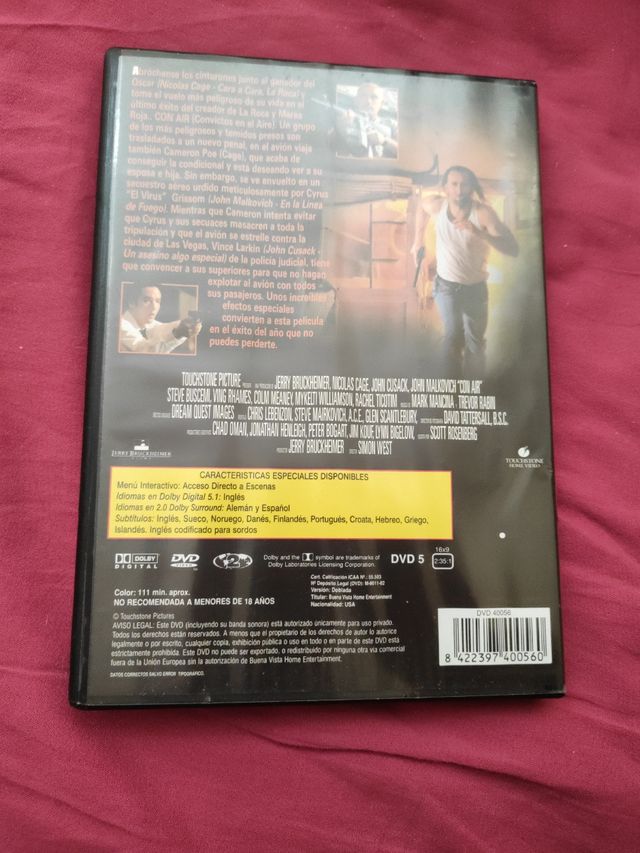 Abróchense los cinturones junto al ganador del
Oscar (Nicolas Cage - Cara a Cara, La Roca) y
tome el vuelo más peligroso de su vida en el
último éxito del creador de La Roca y Marea
Roja.. CON AIR (Convictos en el Aire). Un grupo
de los más peligrosos y temidos presos son
trasladados a un nuevo penal, en el avión viaja
también Cameron Poe (Cage), que acaba de
conseguir la condicional y está deseando ver a su
esposa e hija. Sin embargo, se ve envuelto en un
secuestro aéreo urdido meticulosamente por Cyrus
"El Virus" Grissom (John Malkovich - En la Línea
de Fuego). Mientras que Cameron intenta evitar
que Cyrus y sus secuaces masacren a toda la
tripulación y que el avión se estrelle contra la
ciudad de Las Vegas, Vince Larkin (John Cusack -
Un asesino algo especial) de la policía judicial, tiene
que convencer a sus superiores para que no hagan
explotar al avión con todos
sus pasajeros. Unos increíbles
efectos especiales
convierten a esta película
en el éxito del año que no
puedes perderte.
TOUCHSTONE PICTURE JERRY BRUCKHEIMER, NICOLAS CAGE, JOHN CUSACK, JOHN MALKOVICH "CON AIR"
STEVE BUSCEMI, VING RHAMES, COLM MEANEY, MYKELTI WILLIAMSON, RACHEL TICOTIN MARK MANCINA TREVOR RABIN
DREAM QUEST IMAGES CHRIS LEBENZON, STEVE MIRKOVICH, A.C.E., GLEN SCANTLEBURY, DAVID TATTERSALL, B.S.C.
CHAD OMAN, JONATHAN HENSLEIGH, PETER BOGART, JIM KOUF, LYNN BIGELOW, SCOTT ROSENBERG
JERRY BRUCKHEIMER SIMON WEST
JERRY BRUCKHEIMER
FILMS
TOUCHSTONE
HOME VIDEO
CARACTERISTICAS ESPECIALES DISPONIBLES
Menú Interactivo: Acceso Directo a Escenas
Idiomas en Dolby Digital 5.1: Inglés
Idiomas en 2.0 Dolby Surround: Alemán y Español
Subtítulos: Inglés, Sueco, Noruego, Danés, Finlandés, Portugués, Croata, Hebreo, Griego,
Islandés. Inglés codificado para sordos
DOLBY
DIGITAL
DVD
VIDEO
2
Dolby and the symbol are trademarks of
Dolby Laboratories Licensing Corporation.
DVD 5
16x9
2:35:1
Color: 111 min. aprox.
NO RECOMENDADA A MENORES DE 18 AÑOS
Cert. Calificación ICAA Nº.: 55.583
Nº Deposito Legal (DVD): M-9011-02
Versión: Doblada
Titular: Buena Vista Home Entertainment
Nacionalidad: USA
© Touchstone Pictures
AVISO LEGAL: Este DVD (incluyendo su banda sonora) está autorizado únicamente para uso privado.
Todos los derechos están reservados. A menos que el propietario de los derechos de autor lo autorice
legalmente o por escrito, cualquier copia, exhibición pública o uso en todo o en parte de este DVD está
estrictamente prohibida. Este DVD no puede ser exportado, o redistribuido por ninguna otra vía comercial
fuera de la Unión Europea sin la autorización de Buena Vista Home Entertainment.
DATOS CORRECTOS SALVO ERROR TIPOGRÁFICO.
DVD 40056
8 422397 400560